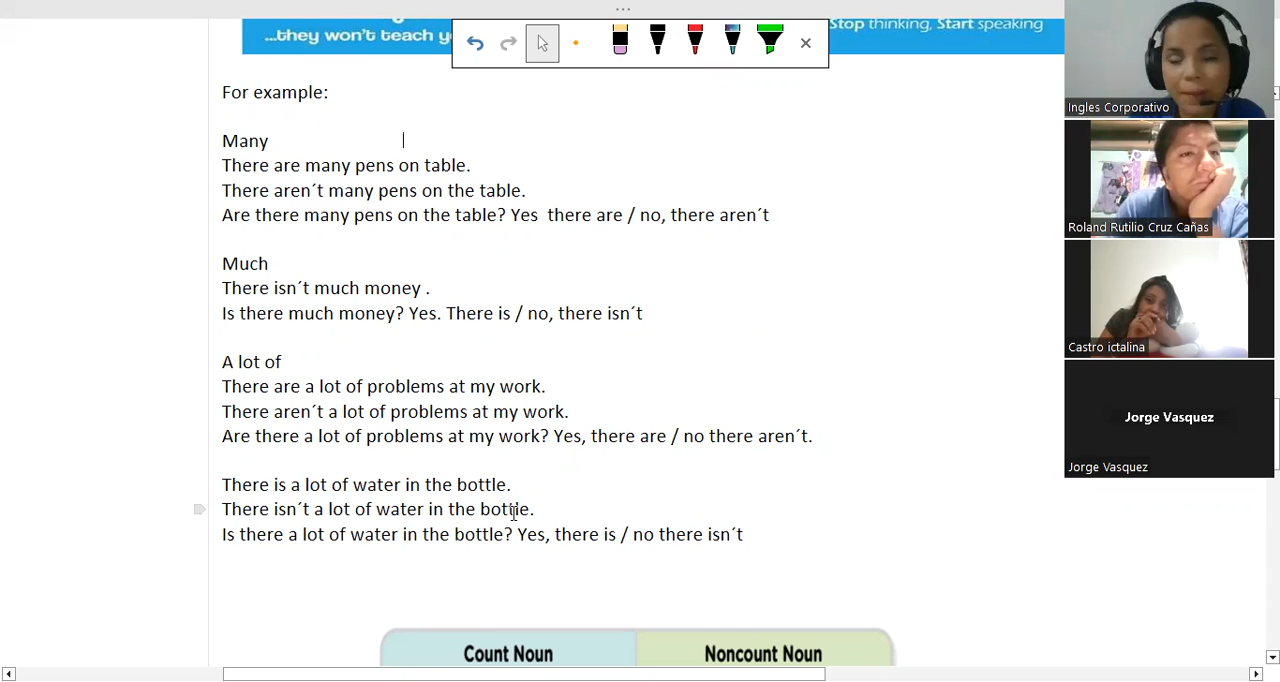 ...they won't teach y
Stop thinking, Start speaking
For example:
Many
There are many pens on table.
There aren´t many pens on the table.
Are there many pens on the table? Yes  there are / no, there aren´t
Much
There isn´t much money .
Is there much money? Yes. There is / no, there isn´t
A lot of
There are a lot of problems at my work.
There aren´t a lot of problems at my work.
Are there a lot of problems at my work? Yes, there are / no there aren´t.
There is a lot of water in the bottle.
There isn´t a lot of water in the bottle.
Is there a lot of water in the bottle? Yes, there is / no there isn´t
Count Noun
Noncount Noun
Ingles Corporativo
Roland Rutilio Cruz Cañas
Castro ictalina
Jorge Vasquez
Jorge Vasquez